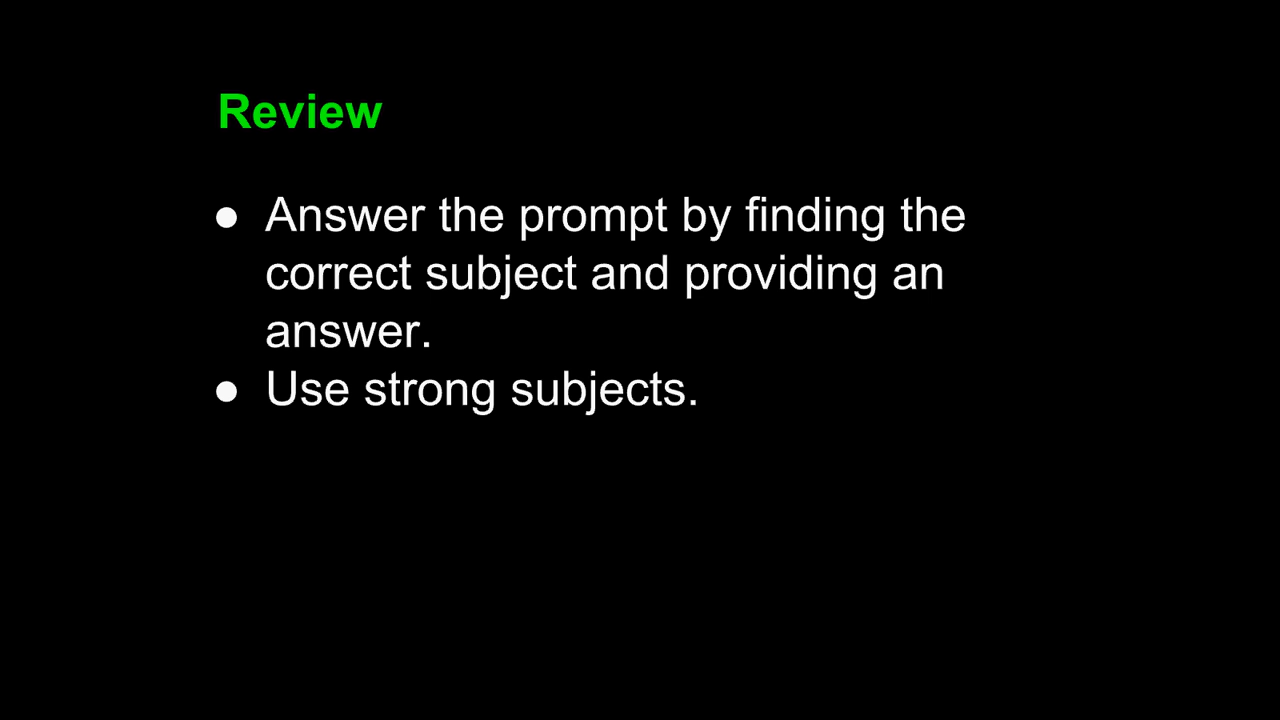 Review
● Answer the prompt by finding the
correct subject and providing an
answer.
● Use strong subjects.